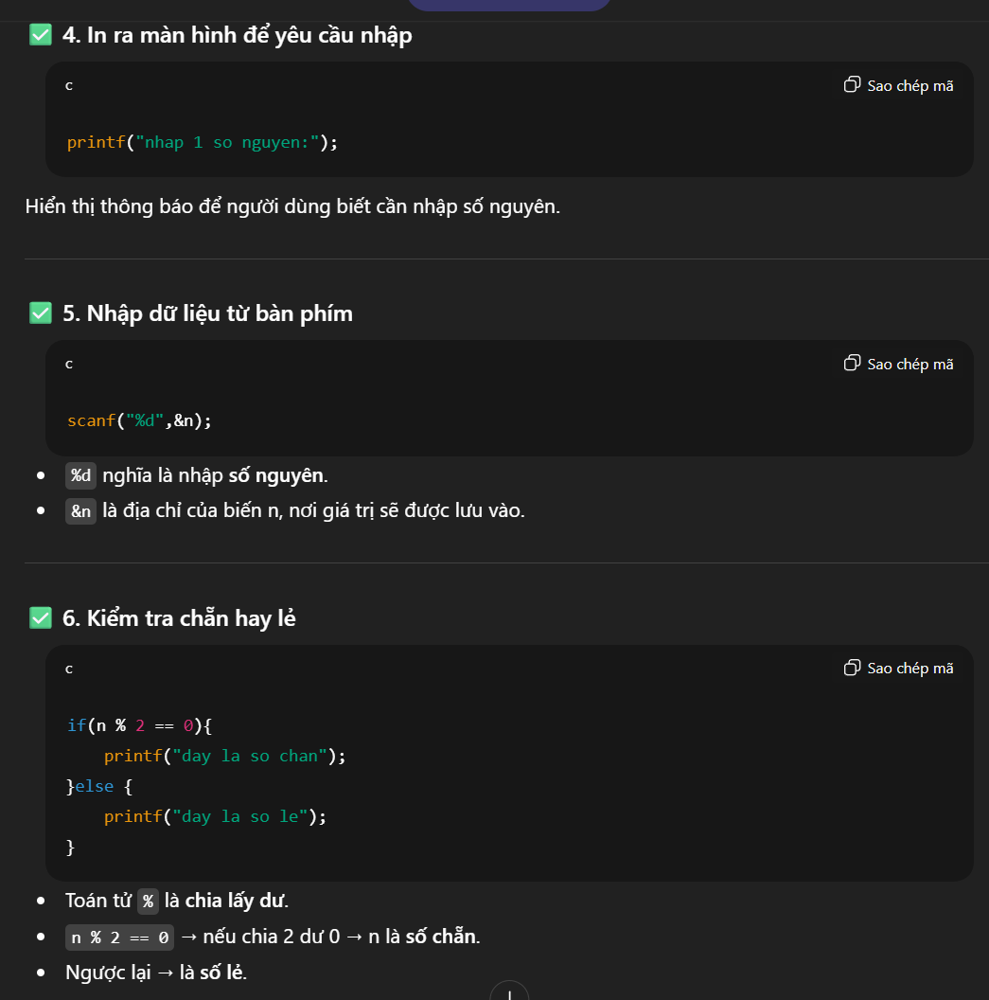 ✅ 4. In ra màn hình để yêu cầu nhập
c
Sao chép mã
printf("nhap 1 so nguyen:");
Hiển thị thông báo để người dùng biết cần nhập số nguyên.
✅ 5. Nhập dữ liệu từ bàn phím
c
Sao chép mã
scanf("%d",&n);
• %d nghĩa là nhập số nguyên.
• &n là địa chỉ của biến n, nơi giá trị sẽ được lưu vào.
✅ 6. Kiểm tra chẵn hay lẻ
c
Sao chép mã
if(n % 2 == 0){
    printf("day la so chan");
}else {
    printf("day la so le");
}
• Toán tử % là chia lấy dư.
• n % 2 == 0 → nếu chia 2 dư 0 → n là số chẵn.
• Ngược lại → là số lẻ.